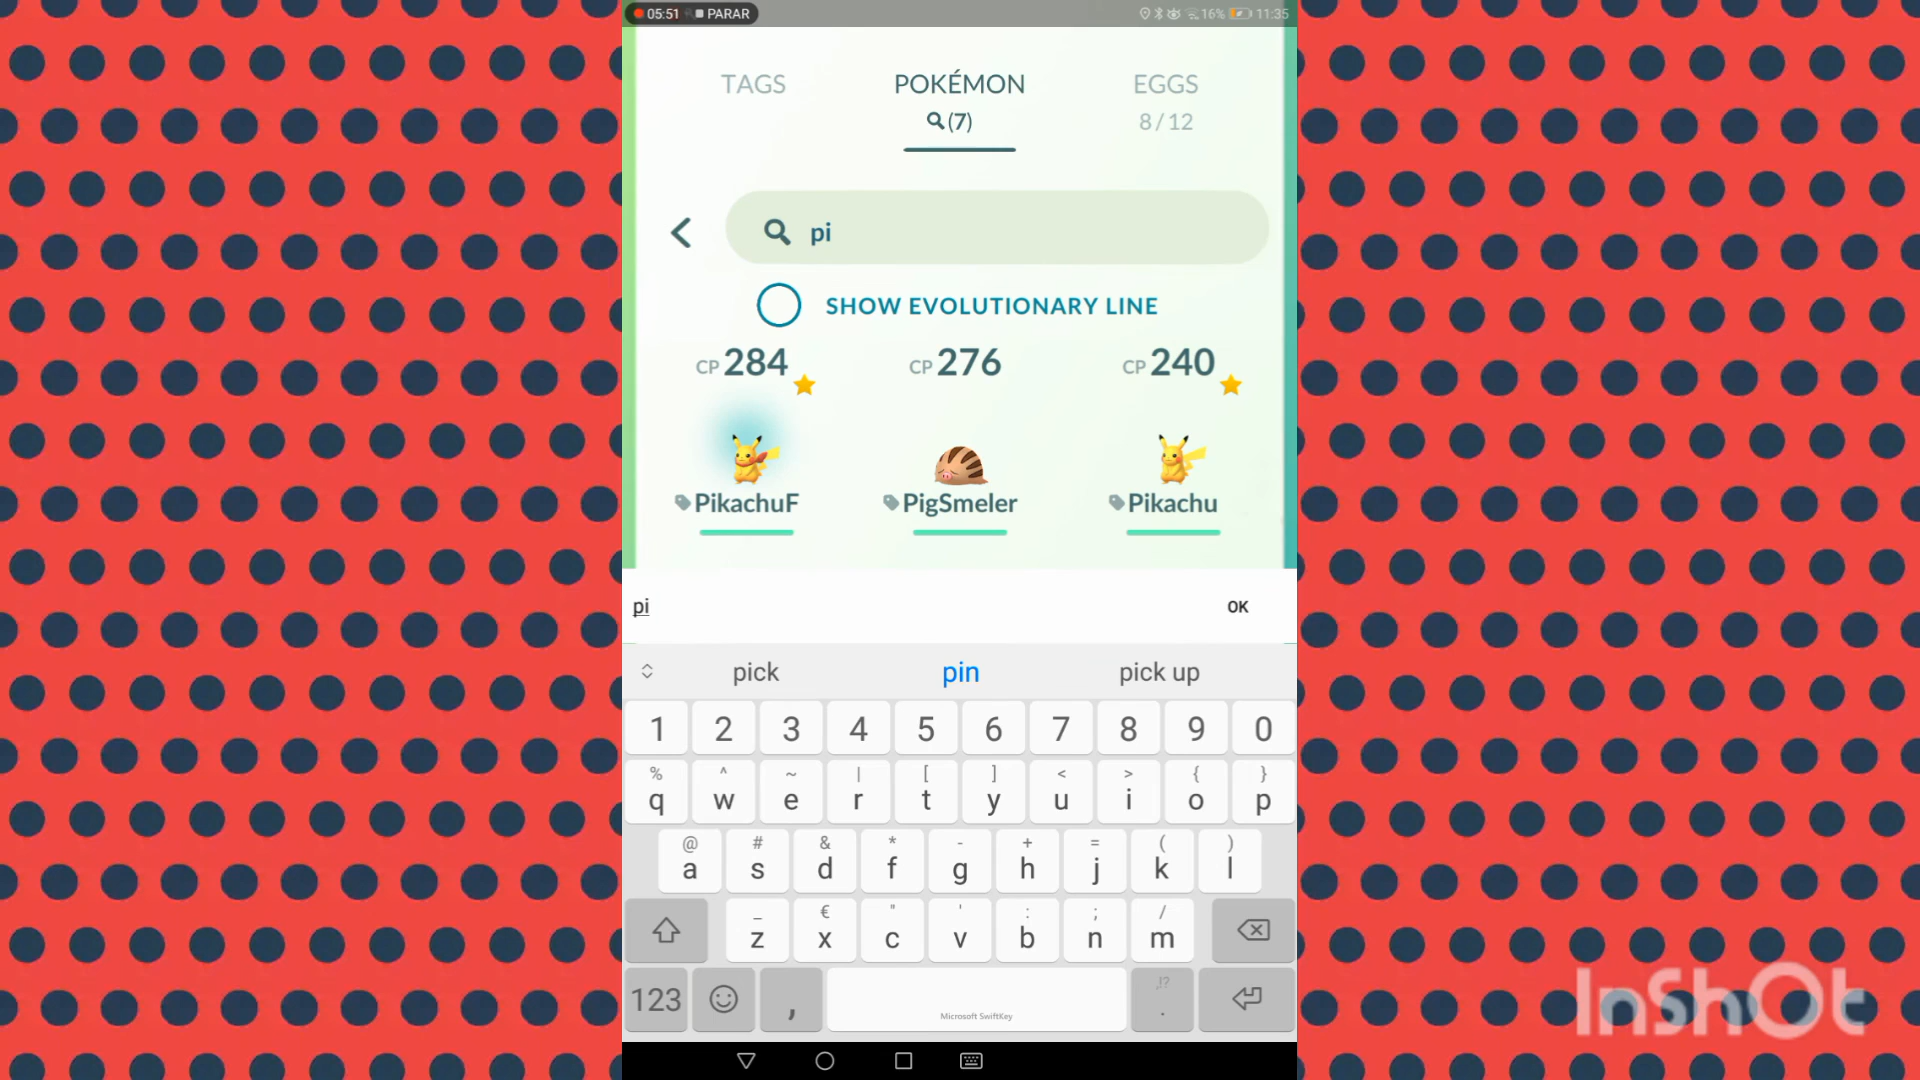 05:51 PARAR 16% 11:35
TAGS POKÉMON EGGS
(7) 8 / 12
pi
SHOW EVOLUTIONARY LINE
CP 284 CP 276 CP 240
PikachuF PigSmeler Pikachu
pi OK
pick pin pick up
1 2 3 4 5 6 7 8 9 0
% ^ ~ | [ ] < > { }
q w e r t y u i o p
@ # & * - + = ( )
a s d f g h j k l
_ € " ' : ; /
z x c v b n m
123 , ,!? .
Microsoft SwiftKey
InShOt